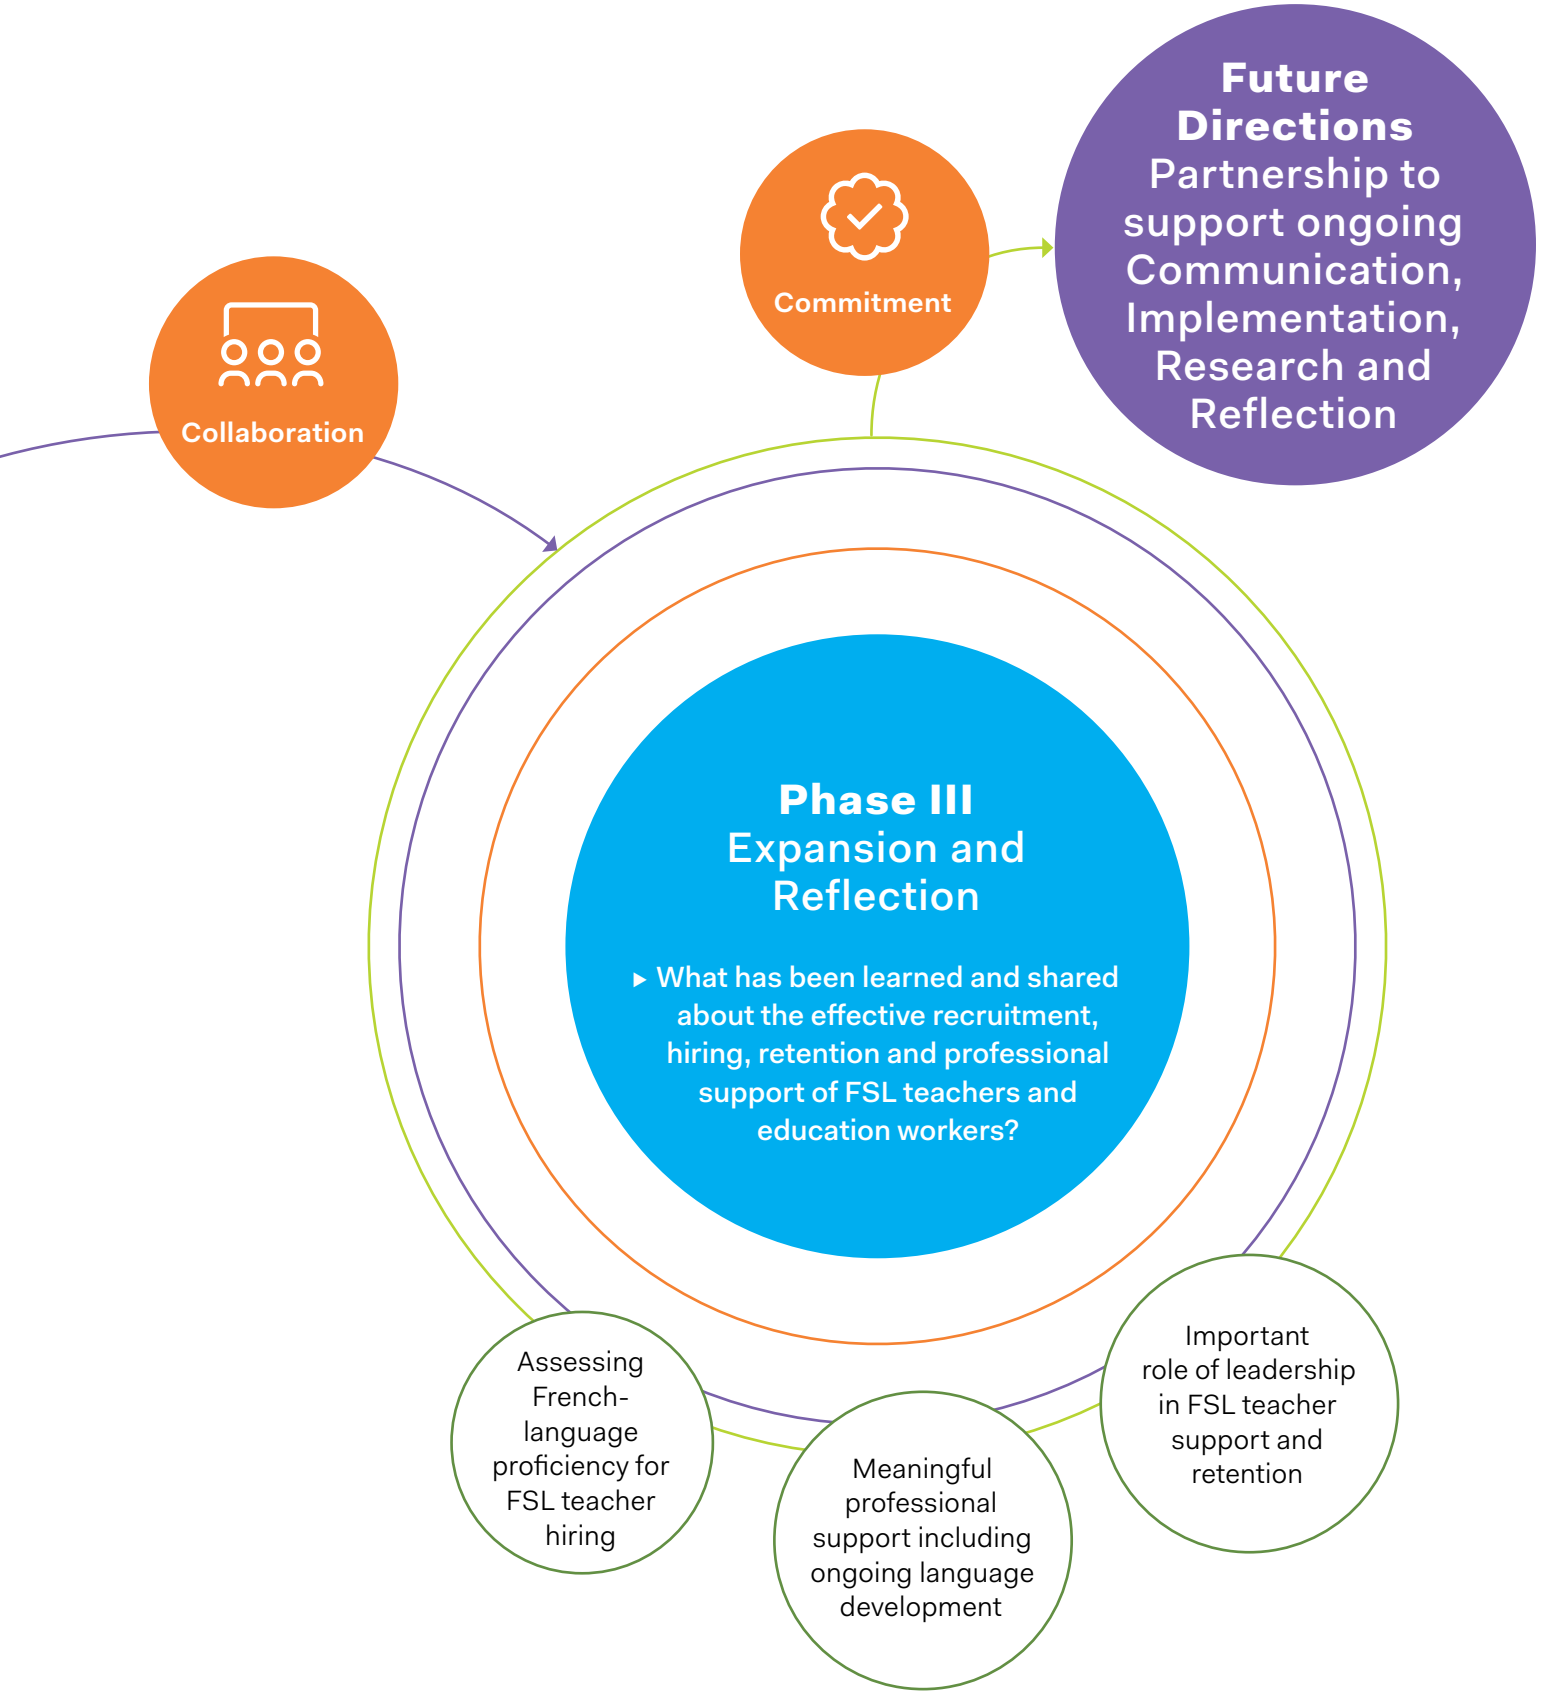 Future
Directions
Partnership to
support ongoing
Communication,
Implementation,
Research and
Reflection
Commitment
Collaboration
Phase III
Expansion and
Reflection
▶ What has been learned and shared
about the effective recruitment,
hiring, retention and professional
support of FSL teachers and
education workers?
Assessing
French-
language
proficiency for
FSL teacher
hiring
Meaningful
professional
support including
ongoing language
development
Important
role of leadership
in FSL teacher
support and
retention